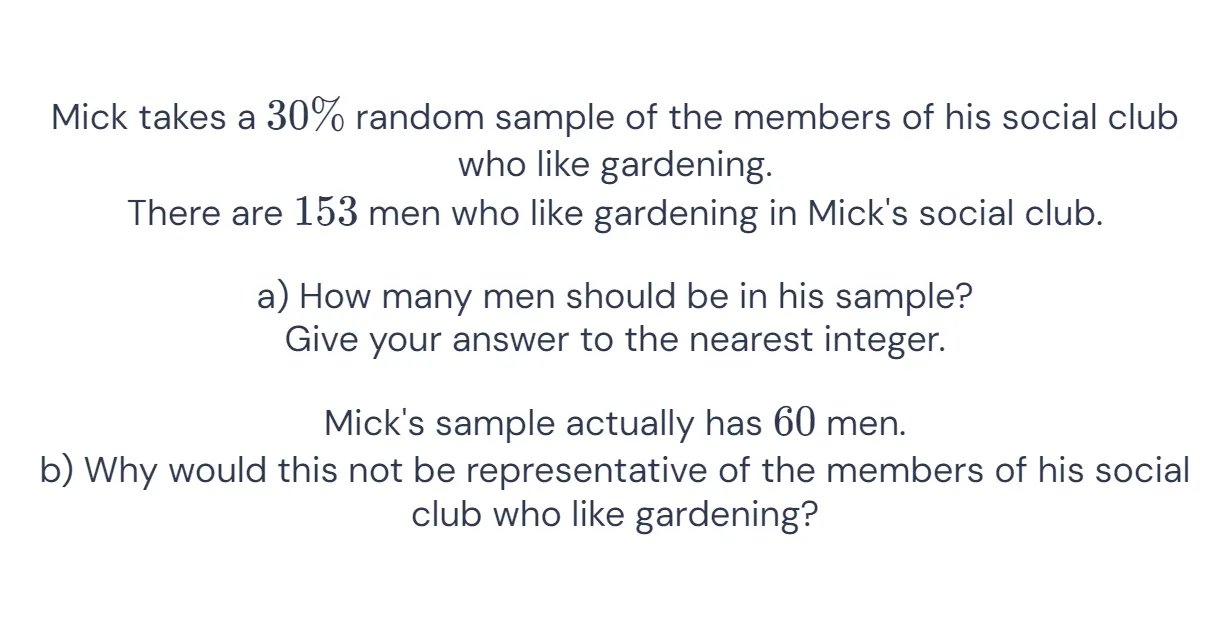 Mick takes a 30% random sample of the members of his social club
who like gardening.
There are 153 men who like gardening in Mick's social club.
a) How many men should be in his sample?
Give your answer to the nearest integer.
Mick's sample actually has 60 men.
b) Why would this not be representative of the members of his social
club who like gardening?